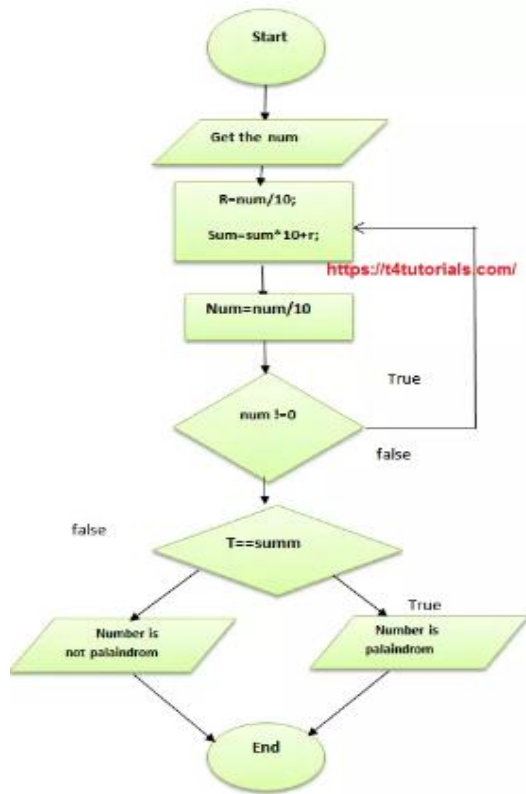 Start
Get the num
R=num/10;
Sum=sum*10+r;
https://t4tutorials.com/
Num=num/10
True
num !=0
false
false
T==summ
True
Number is
not palaindrom
Number is
palaindrom
End